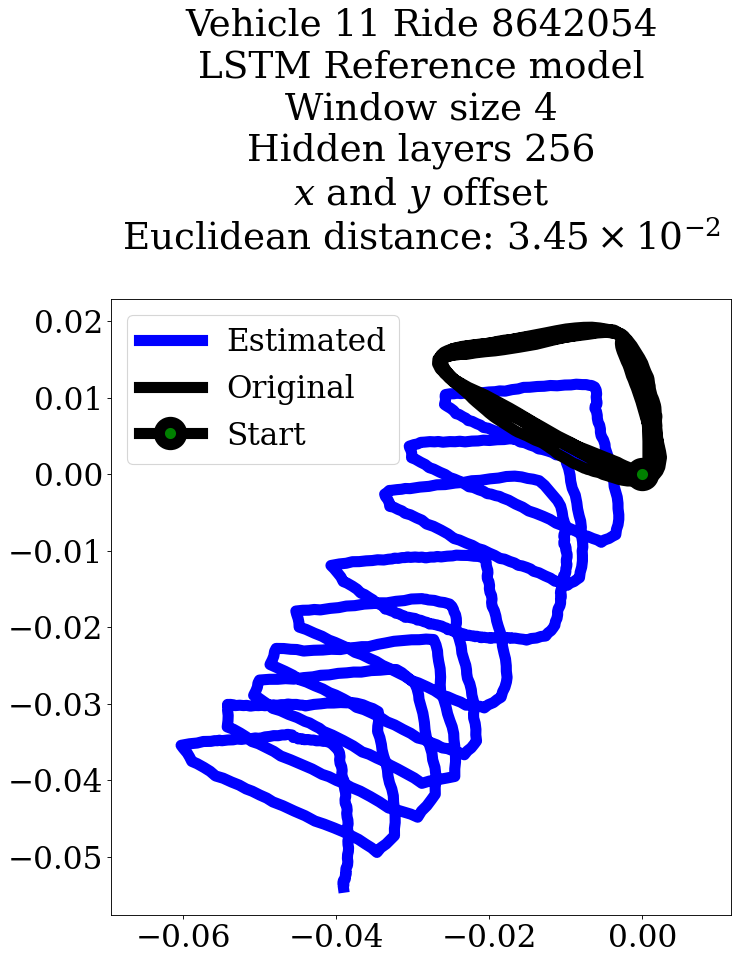 Vehicle 11 Ride 8642054
LSTM Reference model
Window size 4
Hidden layers 256
x and y offset
Euclidean distance: 3.45 × 10⁻²
Estimated
Original
Start
0.02
0.01
0.00
−0.01
−0.02
−0.03
−0.04
−0.05
−0.06 −0.04 −0.02 0.00